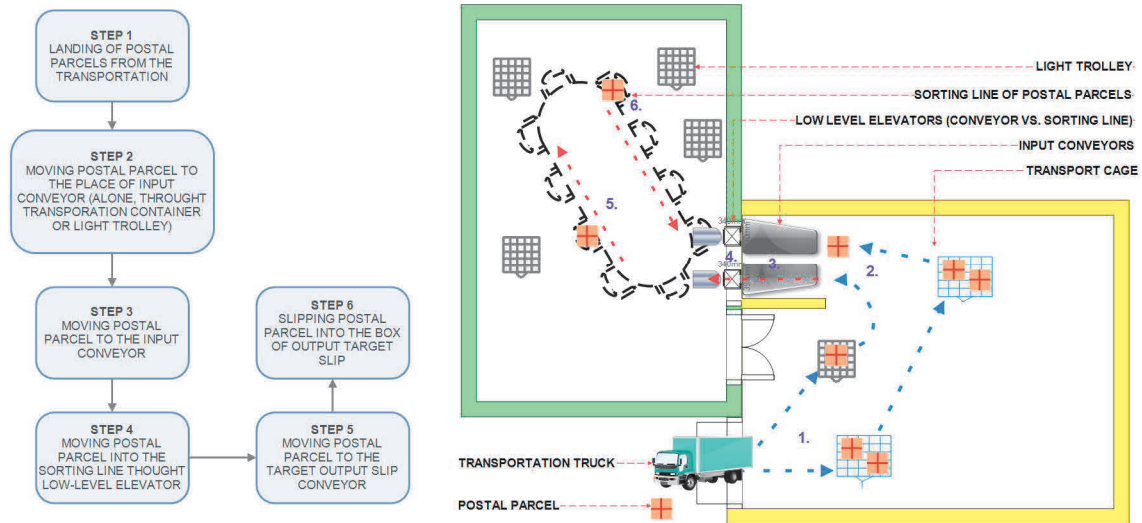 STEP 1
LANDING OF POSTAL
PARCELS FROM THE
TRANSPORTATION
STEP 2
MOVING POSTAL PARCEL TO
THE PLACE OF INPUT
CONVEYOR (ALONE, THROUGHT
TRANSPORATION CONTAINER
OR LIGHT TROLLEY)
STEP 3
MOVING POSTAL
PARCEL TO THE INPUT
CONVEYOR
STEP 4
MOVING POSTAL
PARCEL INTO THE
SORTING LINE THOUGHT
LOW-LEVEL ELEVATOR
STEP 5
MOVING POSTAL
PARCEL TO THE
TARGET OUTPUT SLIP
CONVEYOR
STEP 6
SLIPPING POSTAL
PARCEL INTO THE BOX
OF OUTPUT TARGET
SLIP
LIGHT TROLLEY
SORTING LINE OF POSTAL PARCELS
LOW LEVEL ELEVATORS (CONVEYOR VS. SORTING LINE)
INPUT CONVEYORS
TRANSPORT CAGE
6.
5.
4.
3.
2.
1.
340mm
TRANSPORTATION TRUCK
POSTAL PARCEL